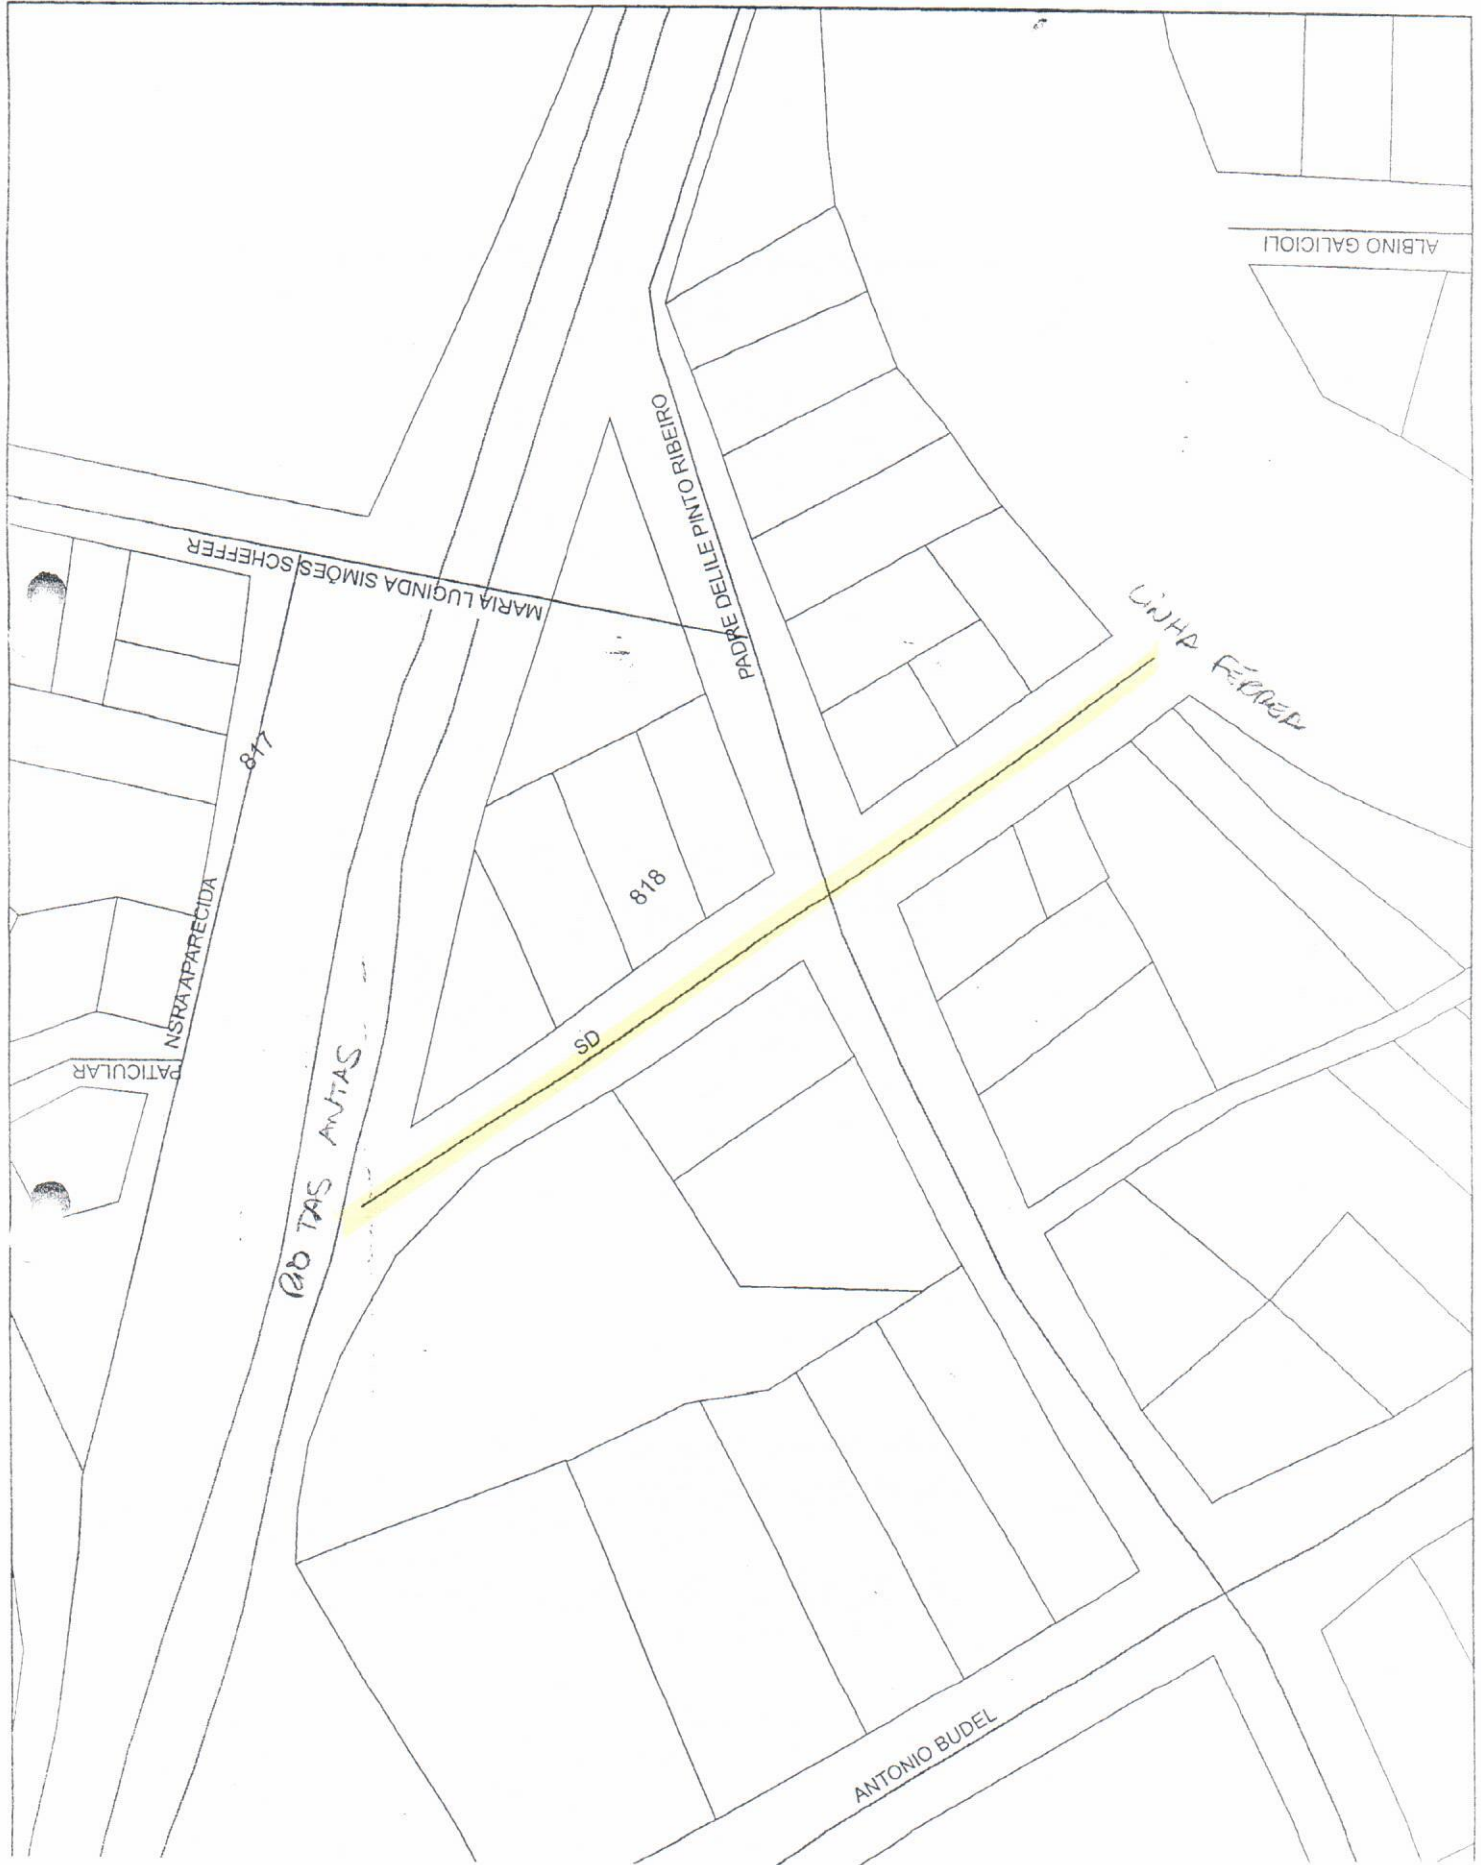 ALBINO GALICIOLI
PADRE DELILE PINTO RIBEIRO
MARIA LUGINDA SIMÕES SCHEFFER
LINHA FÉRREA
817
818
NSRA APARECIDA
SD
PATICULAR
RIO TAS ANTAS
ANTONIO BUDEL